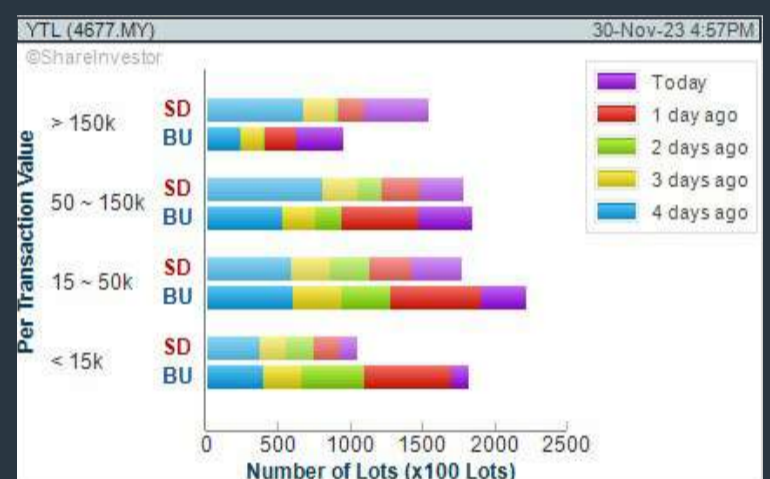 YTL (4677.MY) 30-Nov-23 4:57PM
©ShareInvestor
Today
1 day ago
2 days ago
3 days ago
4 days ago
Per Transaction Value
> 150k
SD
BU
50 ~ 150k
SD
BU
15 ~ 50k
SD
BU
< 15k
SD
BU
0 500 1000 1500 2000 2500
Number of Lots (x100 Lots)